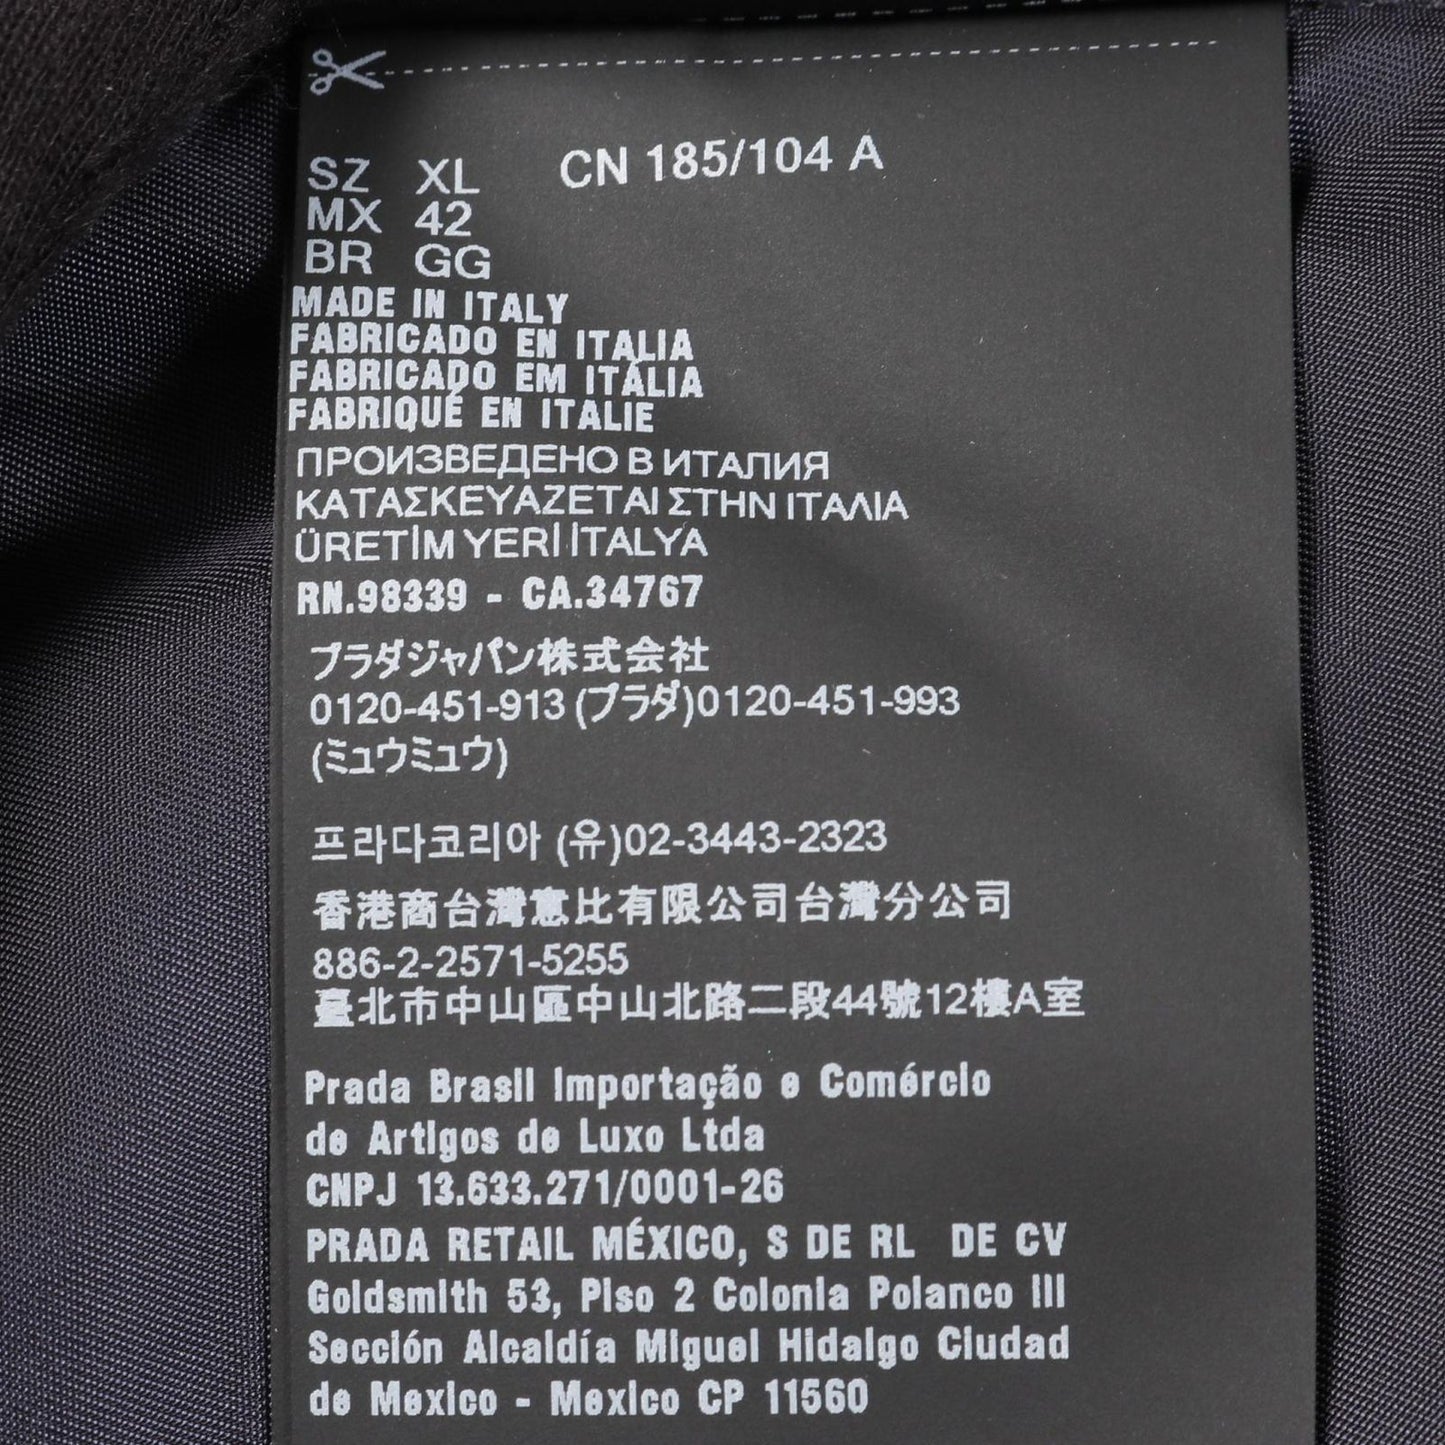 SZ XL CN 185/104 A
MX 42
BR GG
MADE IN ITALY
FABRICADO EN ITALIA
FABRICADO EM ITÁLIA
FABRIQUÉ EN ITALIE
ПРОИЗВЕДЕНО В ИТАЛИЯ
ΚΑΤΑΣΚΕΥΑΖΕΤΑΙ ΣΤΗΝ ΙΤΑΛΙΑ
ÜRETİM YERİ İTALYA
RN.98339 - CA.34767
プラダジャパン株式会社
0120-451-913 (プラダ)0120-451-993
(ミュウミュウ)
프라다코리아 (유)02-3443-2323
香港商台灣意比有限公司台灣分公司
886-2-2571-5255
臺北市中山區中山北路二段44號12樓A室
Prada Brasil Importação e Comércio
de Artigos de Luxo Ltda
CNPJ 13.633.271/0001-26
PRADA RETAIL MÉXICO, S DE RL DE CV
Goldsmith 53, Piso 2 Colonia Polanco III
Sección Alcaldía Miguel Hidalgo Ciudad
de Mexico - Mexico CP 11560